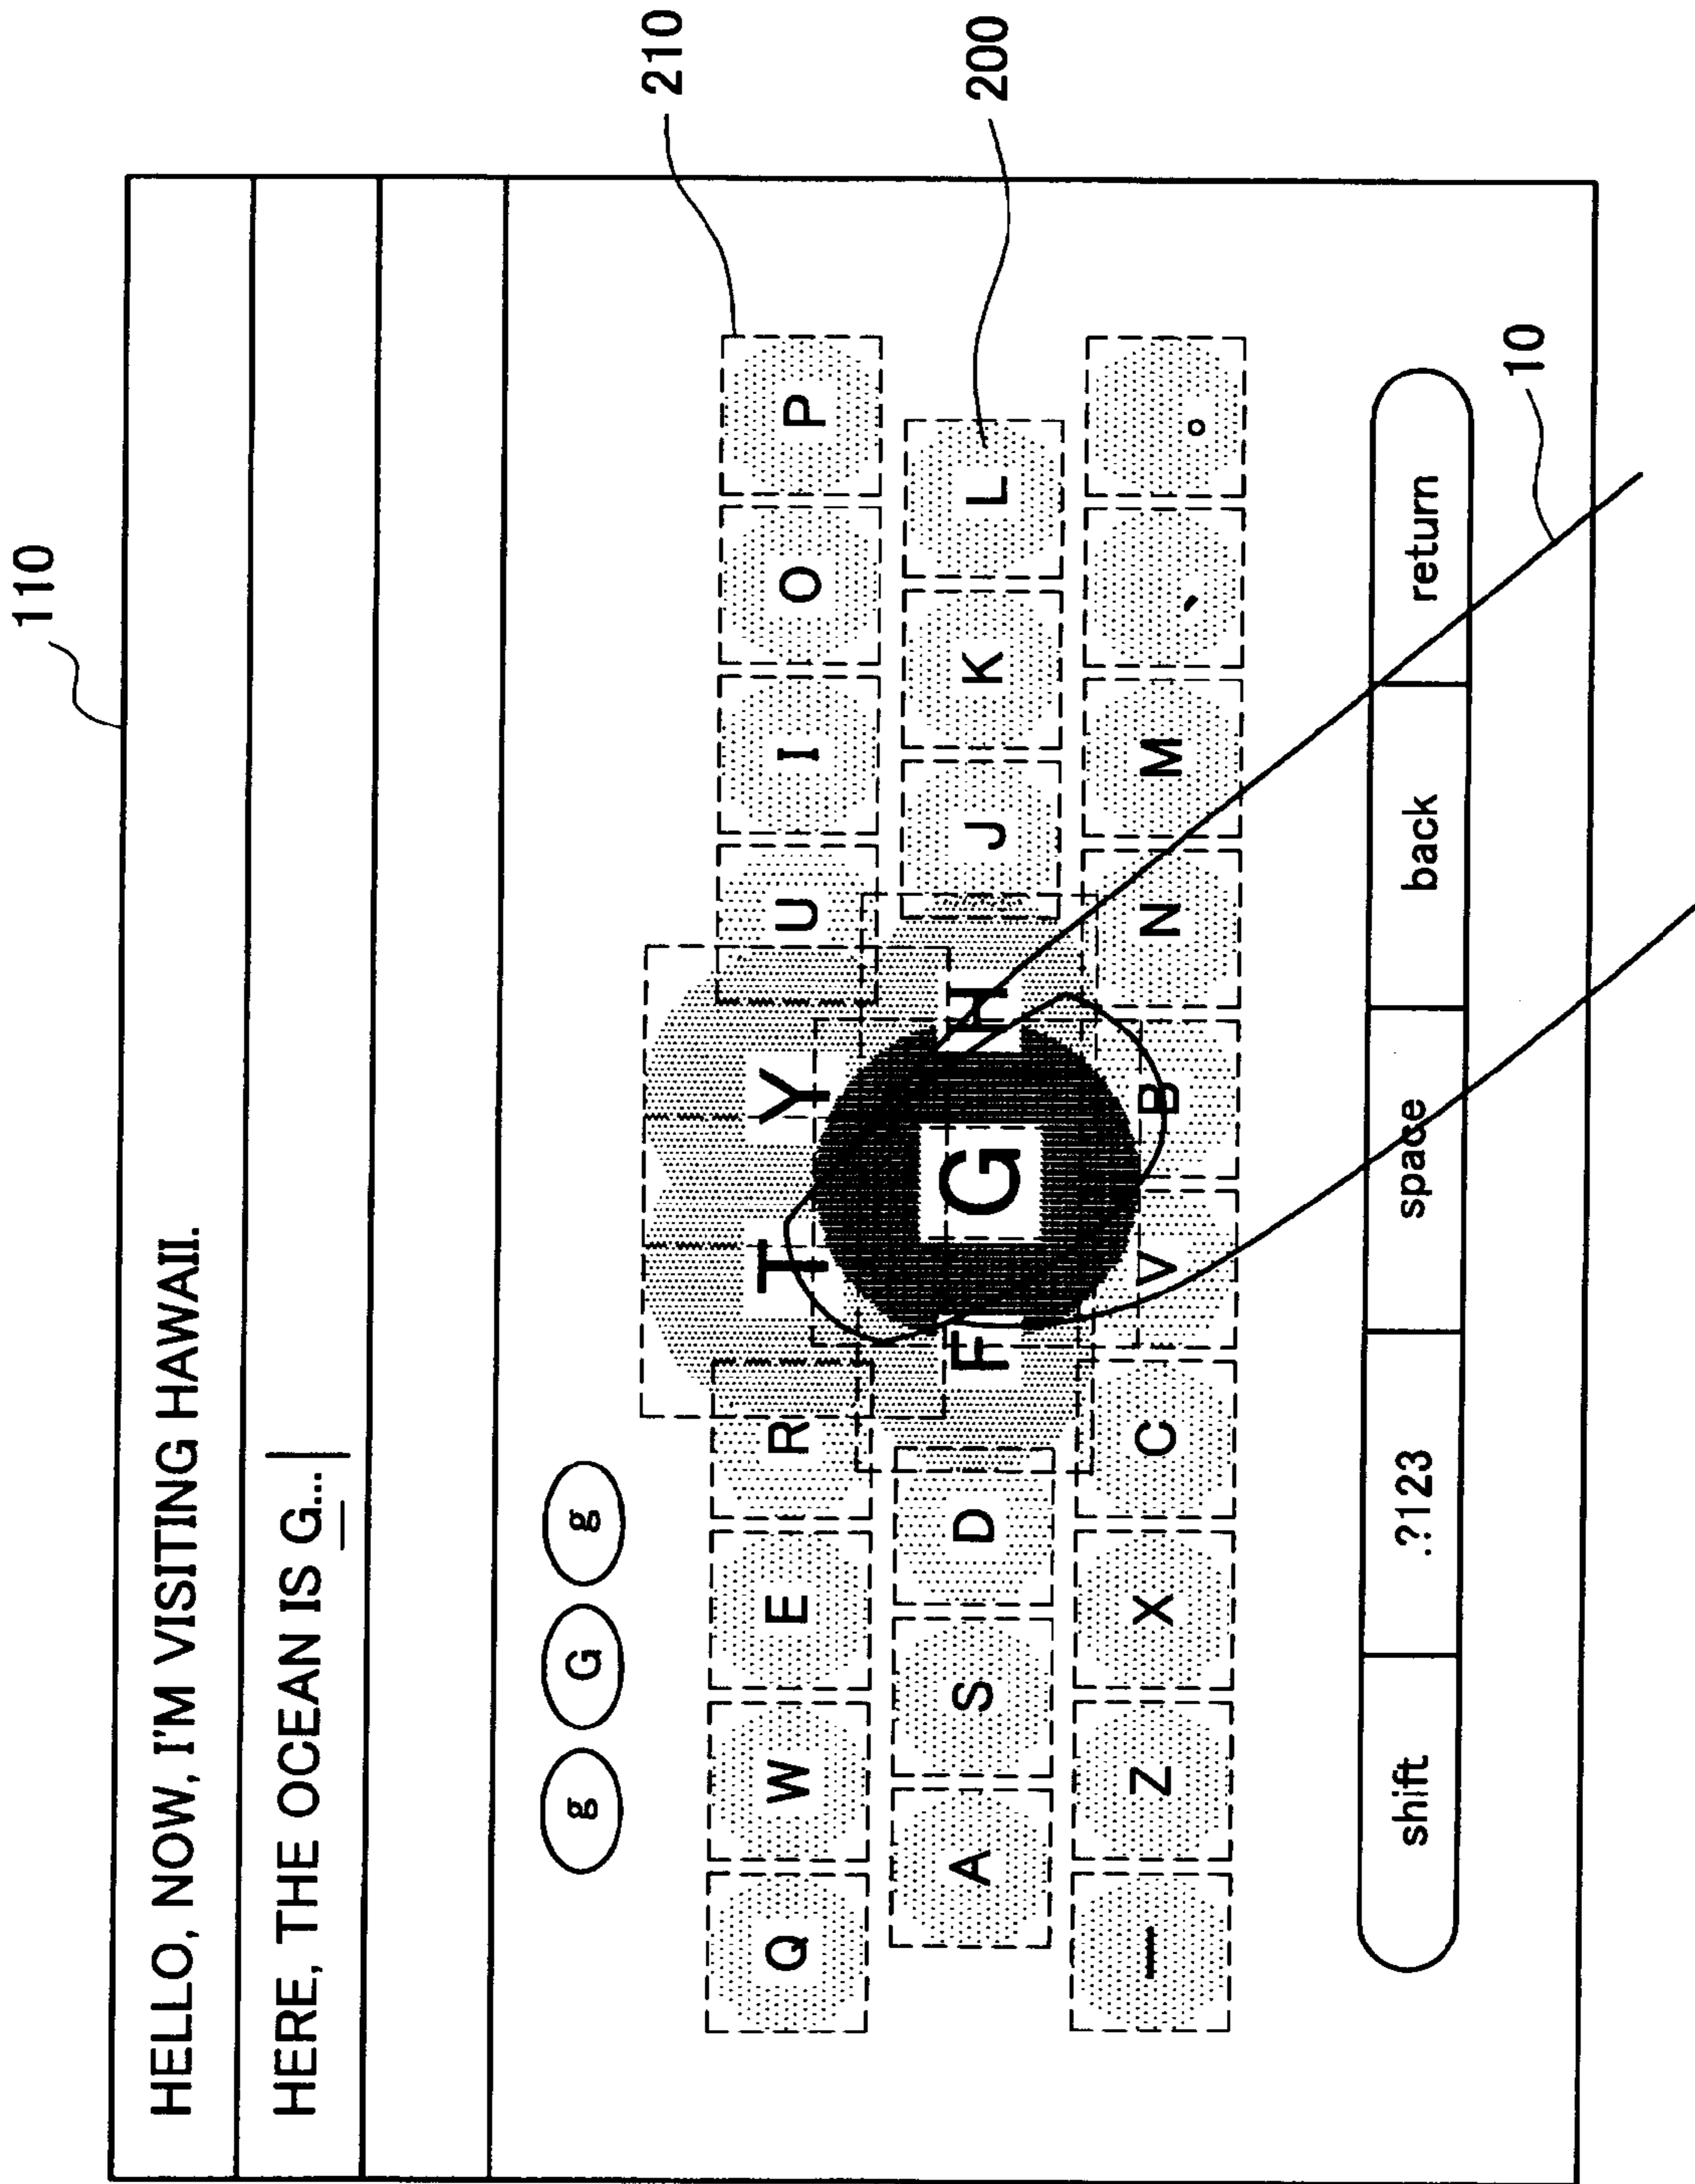 110
HELLO, NOW, I'M VISITING HAWAII.
HERE, THE OCEAN IS G...|
g G g
210
Q W E R T Y U I O P
200
A S D F G H J K L
— Z X C V B N M 、 。
10
shift .?123 space back return